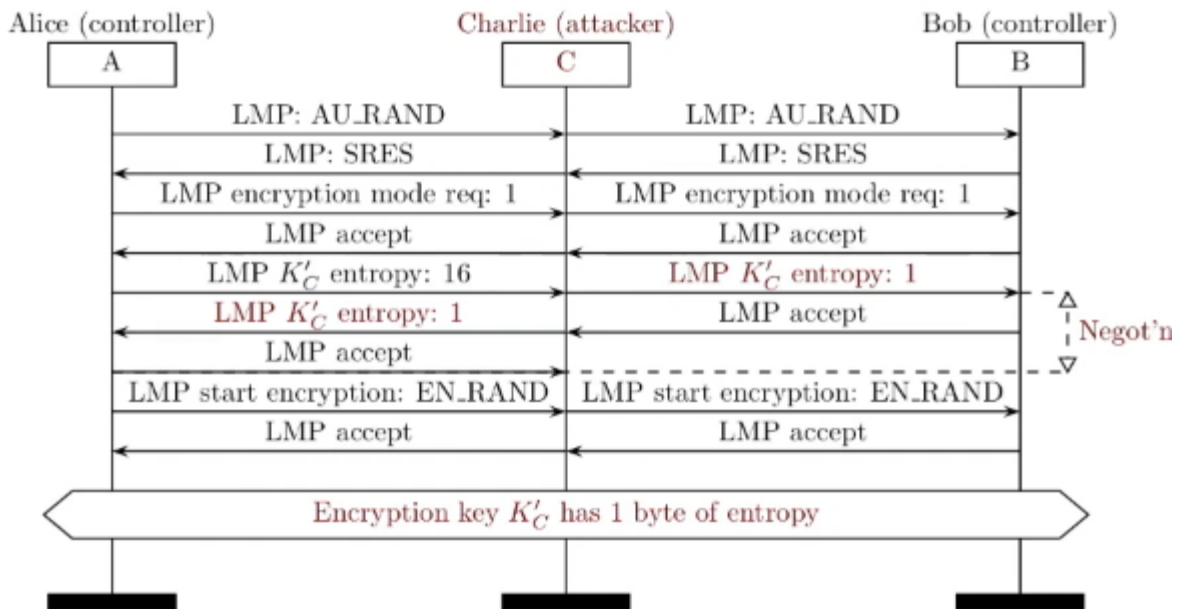 Alice (controller) Charlie (attacker) Bob (controller)
A C B
LMP: AU_RAND LMP: AU_RAND
LMP: SRES LMP: SRES
LMP encryption mode req: 1 LMP encryption mode req: 1
LMP accept LMP accept
LMP K′C entropy: 16 LMP K′C entropy: 1
LMP K′C entropy: 1 LMP accept
Negot'n
LMP accept
LMP start encryption: EN_RAND LMP start encryption: EN_RAND
LMP accept LMP accept
Encryption key K′C has 1 byte of entropy